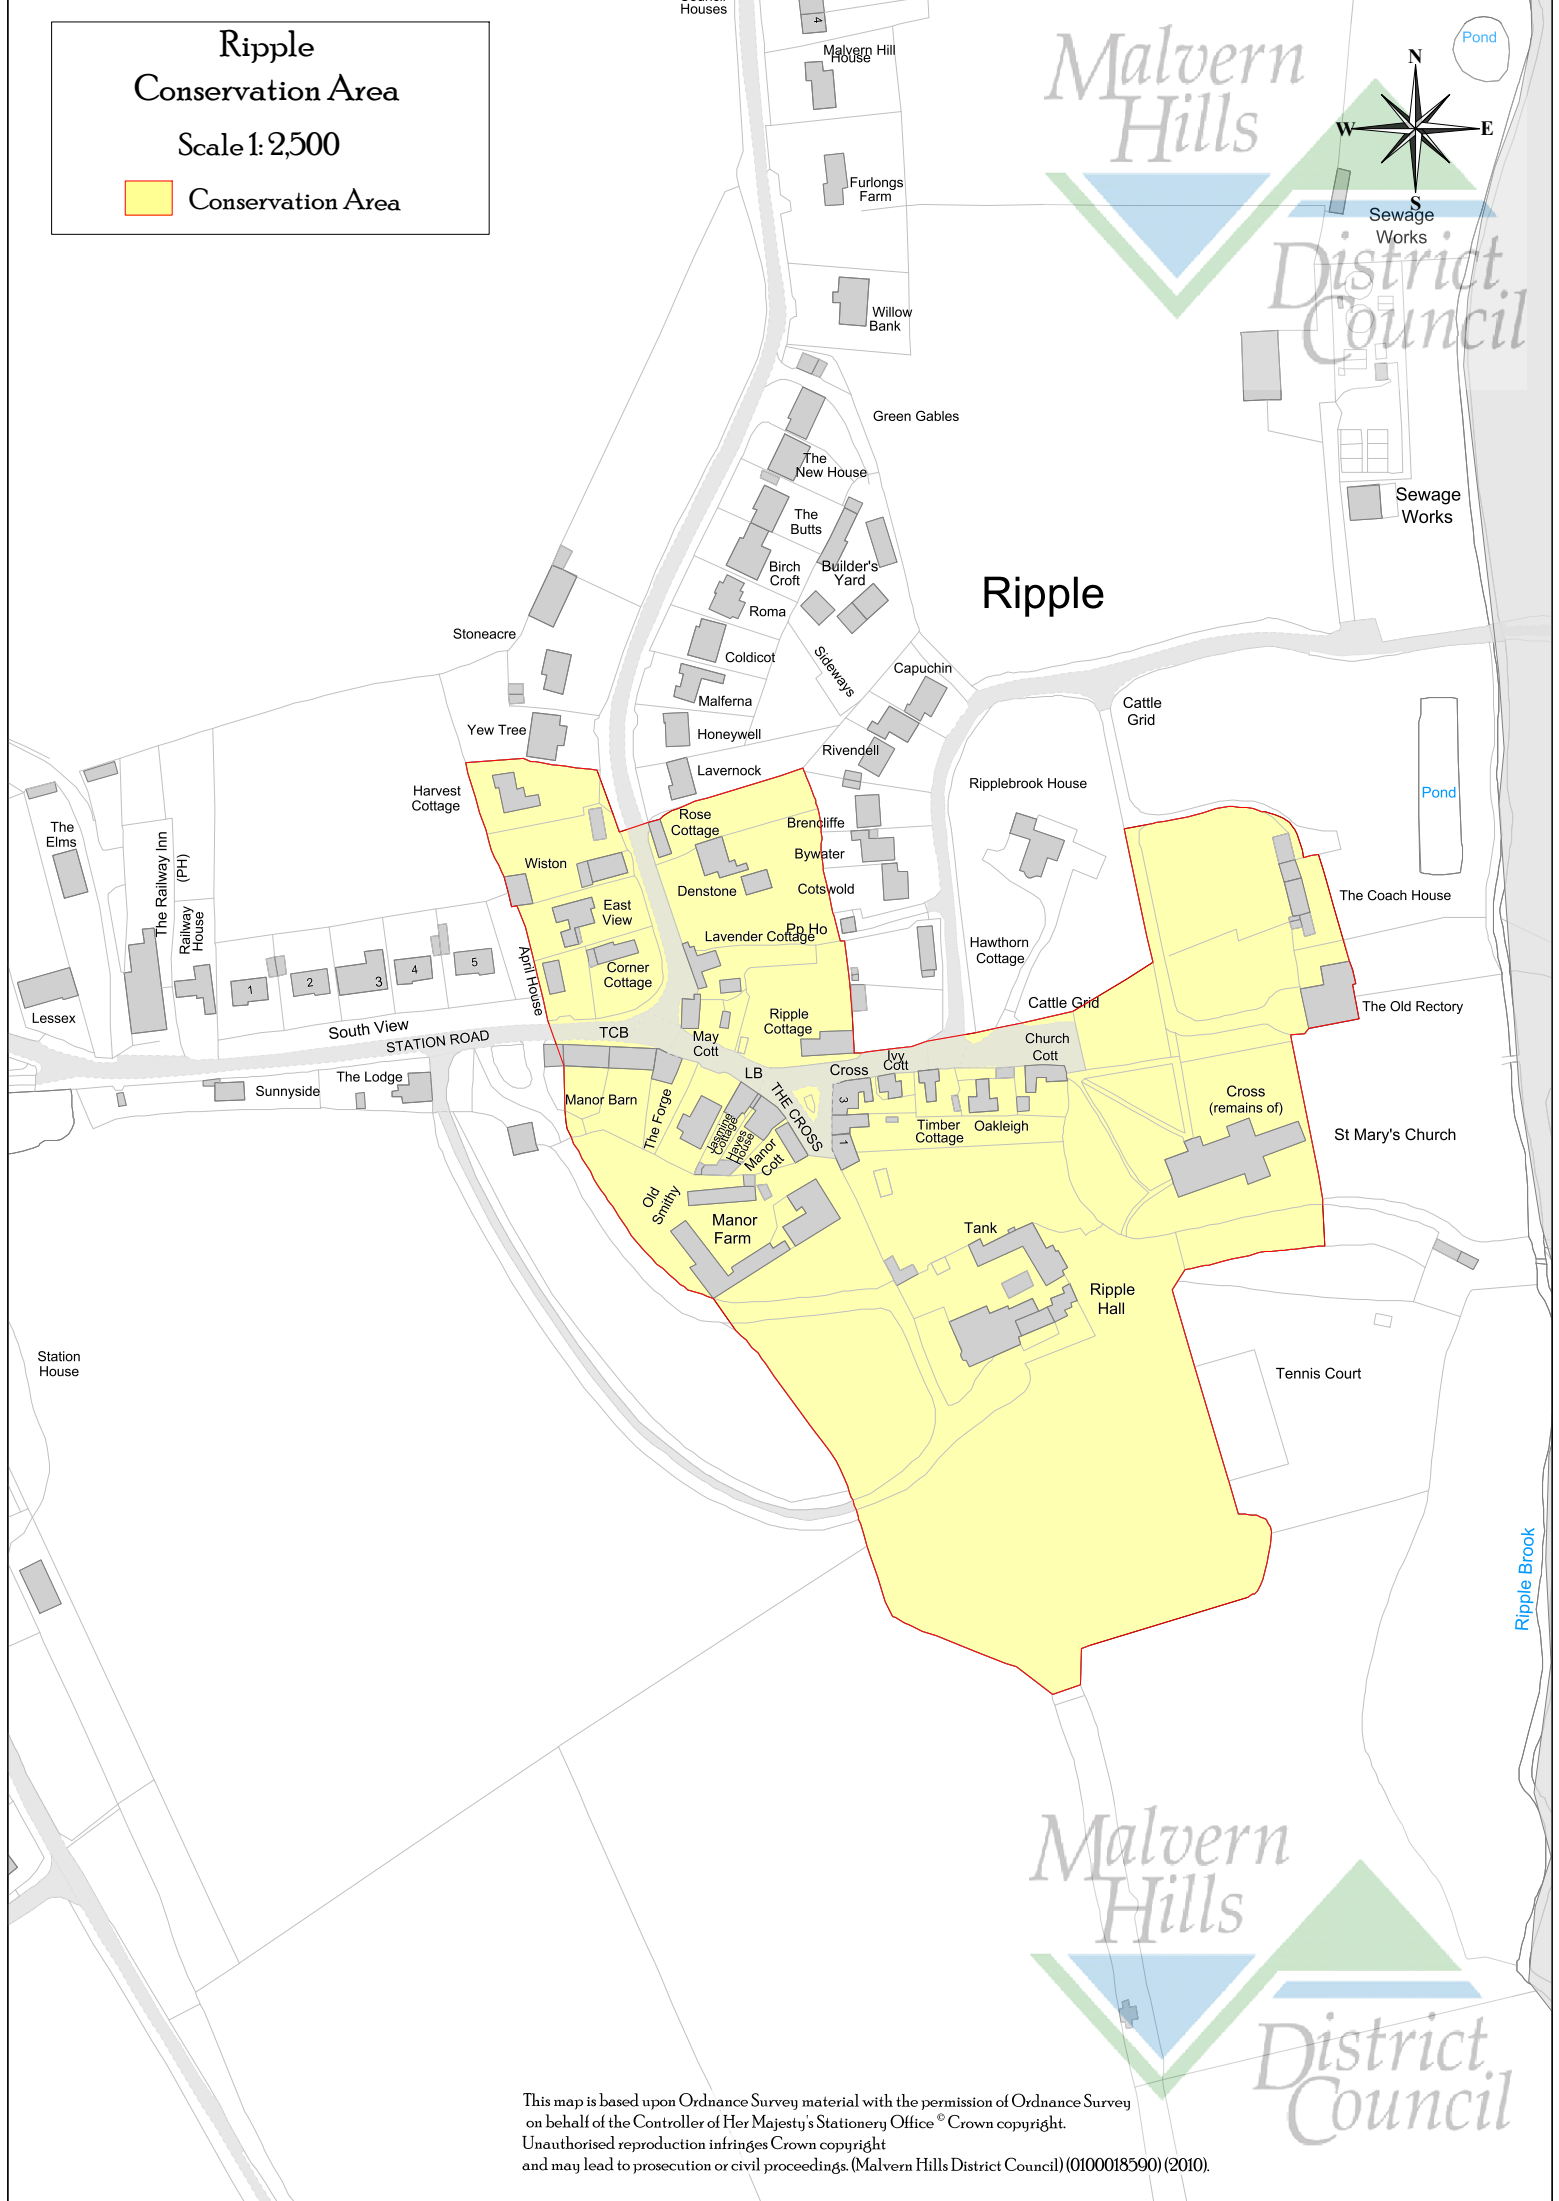 Ripple
Conservation Area
Scale 1: 2,500
Conservation Area
Houses
4
Malvern Hill
House
Malvern
Hills
District
Council
Pond
N
W
E
S
Sewage
Works
Furlongs
Farm
Willow
Bank
Green Gables
The
New House
The
Butts
Birch
Croft
Builder's
Yard
Sewage
Works
Ripple
Roma
Stoneacre
Coldicot
Sideways
Capuchin
Malferna
Cattle
Grid
Yew Tree
Honeywell
Rivendell
Lavernock
Ripplebrook House
Harvest
Cottage
Pond
Rose
Cottage
Brencliffe
The
Elms
The Railway Inn
(PH)
Wiston
Bywater
Denstone
Cotswold
The Coach House
Railway
House
East
View
Pp Ho
Lavender Cottage
Hawthorn
Cottage
April House
Corner
Cottage
1
2
3
4
5
Cattle Grid
The Old Rectory
Lessex
South View
STATION ROAD
TCB
May
Cott
Ripple
Cottage
Church
Cott
Ivy
Cott
LB
Cross
Sunnyside
The Lodge
Manor Barn
The Forge
THE CROSS
3
1
Cross
(remains of)
Jasmine
Cottage
Hayes
House
Manor
Cott
Timber
Cottage
Oakleigh
St Mary's Church
Old
Smithy
Manor
Farm
Tank
Ripple
Hall
Station
House
Tennis Court
Ripple Brook
Malvern
Hills
District
Council
This map is based upon Ordnance Survey material with the permission of Ordnance Survey
on behalf of the Controller of Her Majesty's Stationery Office © Crown copyright.
Unauthorised reproduction infringes Crown copyright
and may lead to prosecution or civil proceedings. (Malvern Hills District Council) (0100018590) (2010).